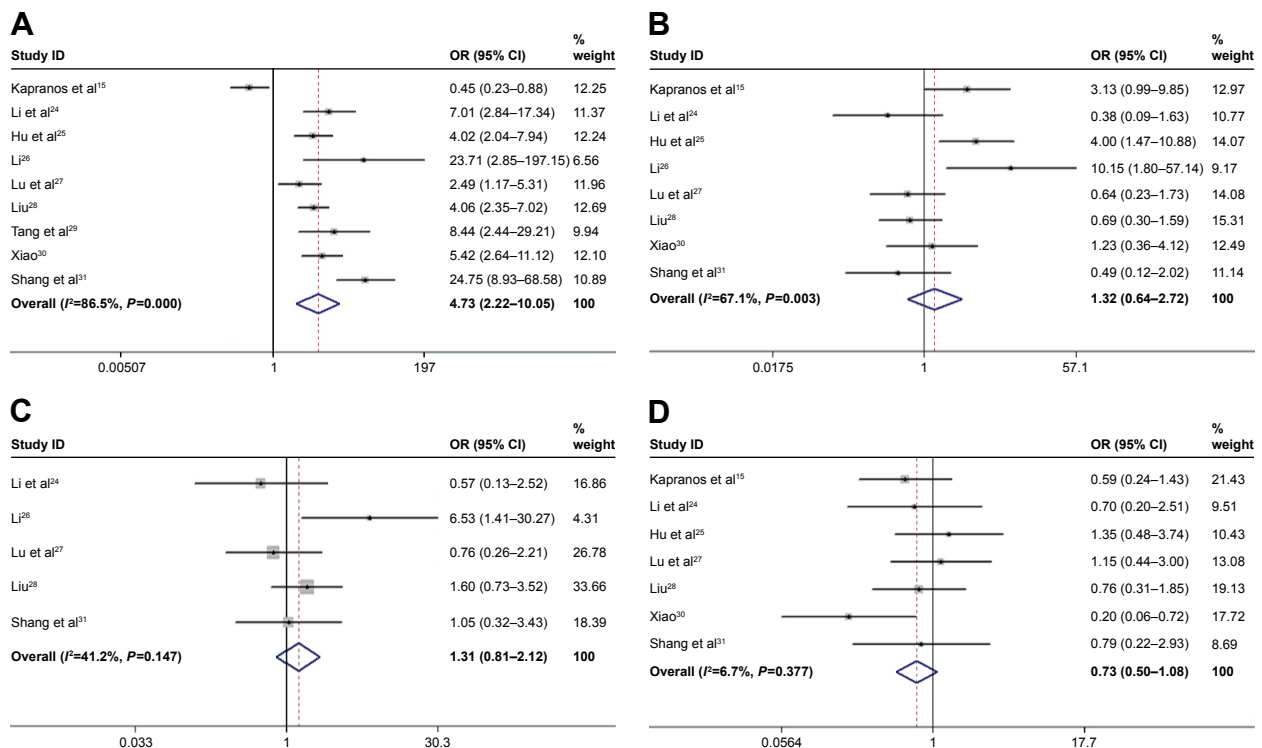 A
Study ID OR (95% CI) % weight
Kapranos et al15 0.45 (0.23–0.88) 12.25
Li et al24 7.01 (2.84–17.34) 11.37
Hu et al25 4.02 (2.04–7.94) 12.24
Li26 23.71 (2.85–197.15) 6.56
Lu et al27 2.49 (1.17–5.31) 11.96
Liu28 4.06 (2.35–7.02) 12.69
Tang et al29 8.44 (2.44–29.21) 9.94
Xiao30 5.42 (2.64–11.12) 12.10
Shang et al31 24.75 (8.93–68.58) 10.89
Overall (I2=86.5%, P=0.000) 4.73 (2.22–10.05) 100
0.00507 1 197
B
Study ID OR (95% CI) % weight
Kapranos et al15 3.13 (0.99–9.85) 12.97
Li et al24 0.38 (0.09–1.63) 10.77
Hu et al25 4.00 (1.47–10.88) 14.07
Li26 10.15 (1.80–57.14) 9.17
Lu et al27 0.64 (0.23–1.73) 14.08
Liu28 0.69 (0.30–1.59) 15.31
Xiao30 1.23 (0.36–4.12) 12.49
Shang et al31 0.49 (0.12–2.02) 11.14
Overall (I2=67.1%, P=0.003) 1.32 (0.64–2.72) 100
0.0175 1 57.1
C
Study ID OR (95% CI) % weight
Li et al24 0.57 (0.13–2.52) 16.86
Li26 6.53 (1.41–30.27) 4.31
Lu et al27 0.76 (0.26–2.21) 26.78
Liu28 1.60 (0.73–3.52) 33.66
Shang et al31 1.05 (0.32–3.43) 18.39
Overall (I2=41.2%, P=0.147) 1.31 (0.81–2.12) 100
0.033 1 30.3
D
Study ID OR (95% CI) % weight
Kapranos et al15 0.59 (0.24–1.43) 21.43
Li et al24 0.70 (0.20–2.51) 9.51
Hu et al25 1.35 (0.48–3.74) 10.43
Lu et al27 1.15 (0.44–3.00) 13.08
Liu28 0.76 (0.31–1.85) 19.13
Xiao30 0.20 (0.06–0.72) 17.72
Shang et al31 0.79 (0.22–2.93) 8.69
Overall (I2=6.7%, P=0.377) 0.73 (0.50–1.08) 100
0.0564 1 17.7